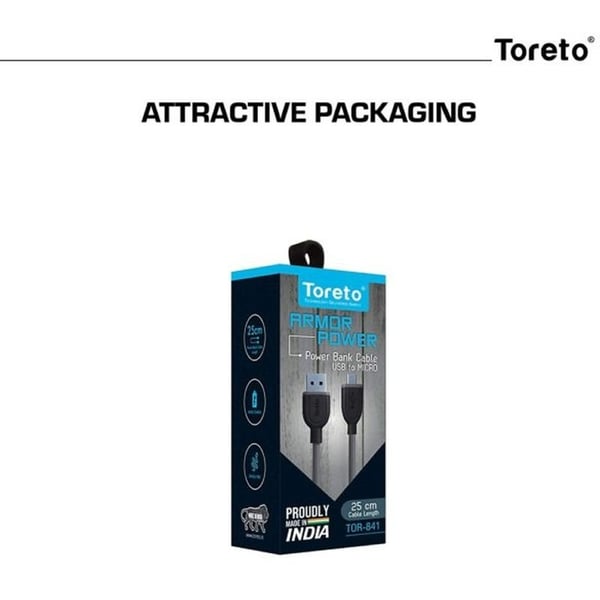 Toreto®
ATTRACTIVE PACKAGING
Toreto®
ARMOR
POWER
Power Bank Cable
USB to MICRO
25cm
Toreto
PROUDLY
MADE IN
INDIA
25 cm
Cable Length
TOR-841